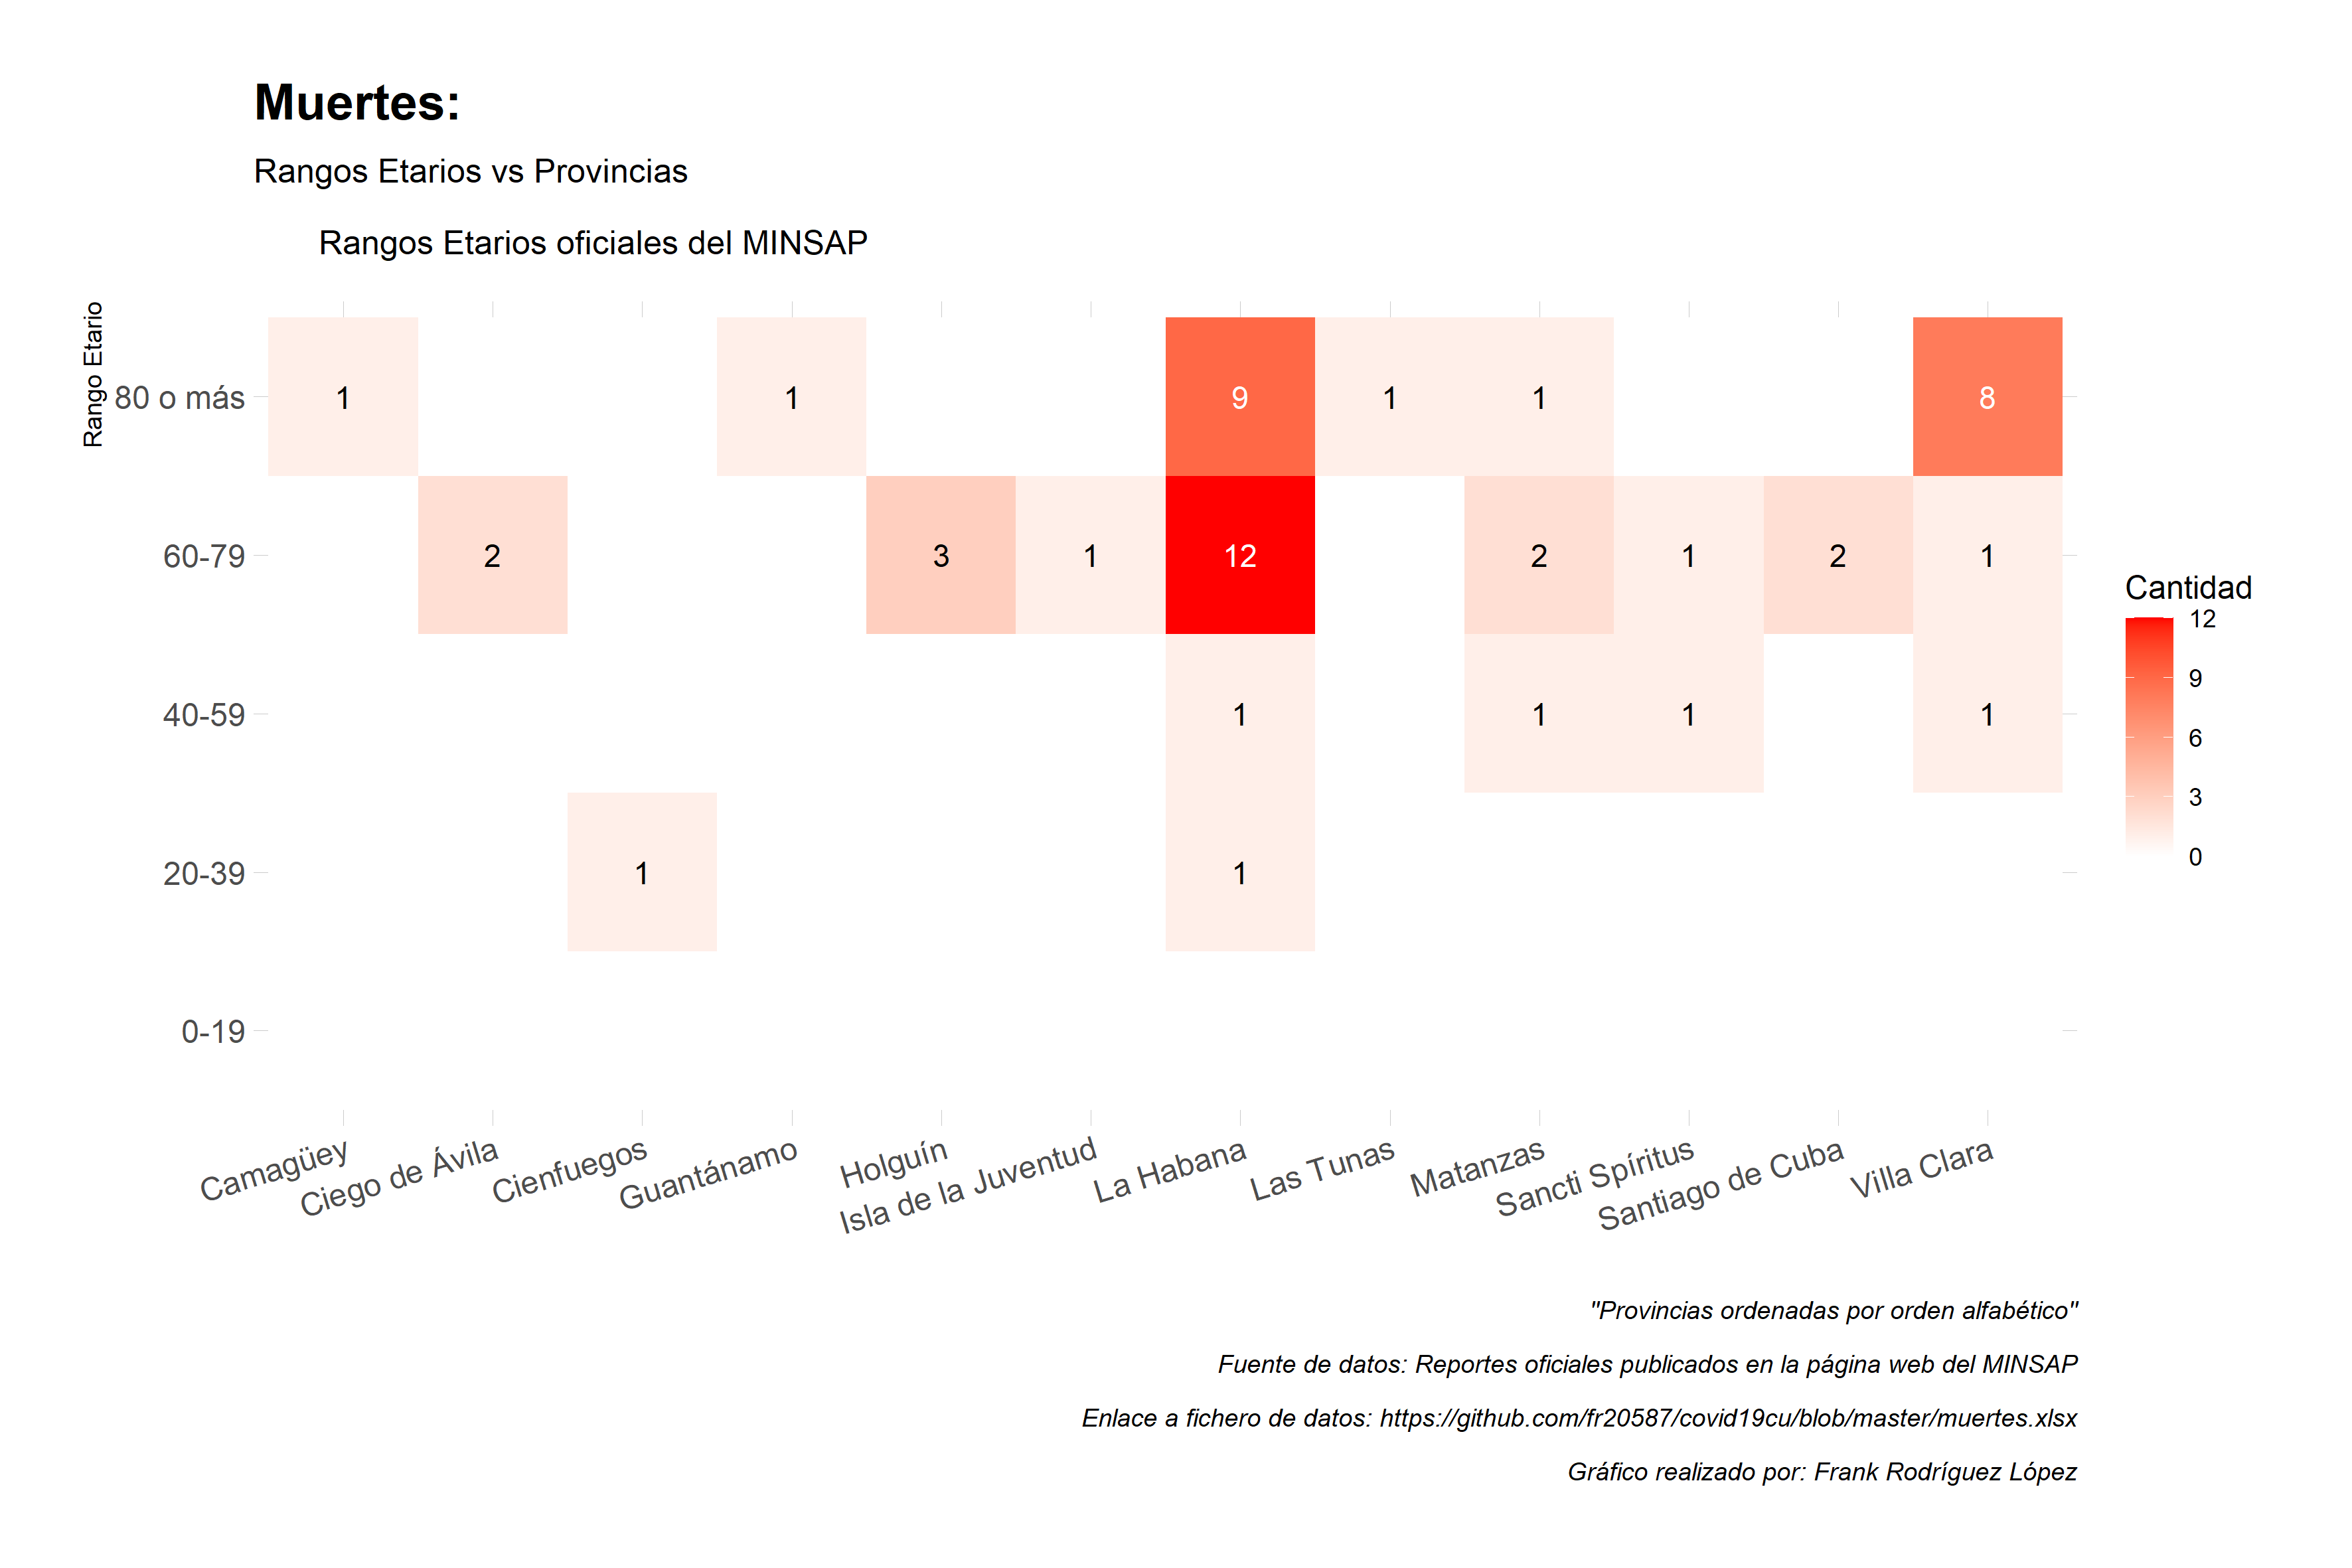 Muertes:
Rangos Etarios vs Provincias
Rangos Etarios oficiales del MINSAP
Rango Etario
80 o más
1
1
9
1
1
8
60-79
2
3
1
12
2
1
2
1
40-59
1
1
1
1
20-39
1
1
0-19
Camagüey
Ciego de Ávila
Cienfuegos
Guantánamo
Holguín
Isla de la Juventud
La Habana
Las Tunas
Matanzas
Sancti Spíritus
Santiago de Cuba
Villa Clara
Cantidad
12
9
6
3
0
"Provincias ordenadas por orden alfabético"
Fuente de datos: Reportes oficiales publicados en la página web del MINSAP
Enlace a fichero de datos: https://github.com/fr20587/covid19cu/blob/master/muertes.xlsx
Gráfico realizado por: Frank Rodríguez López